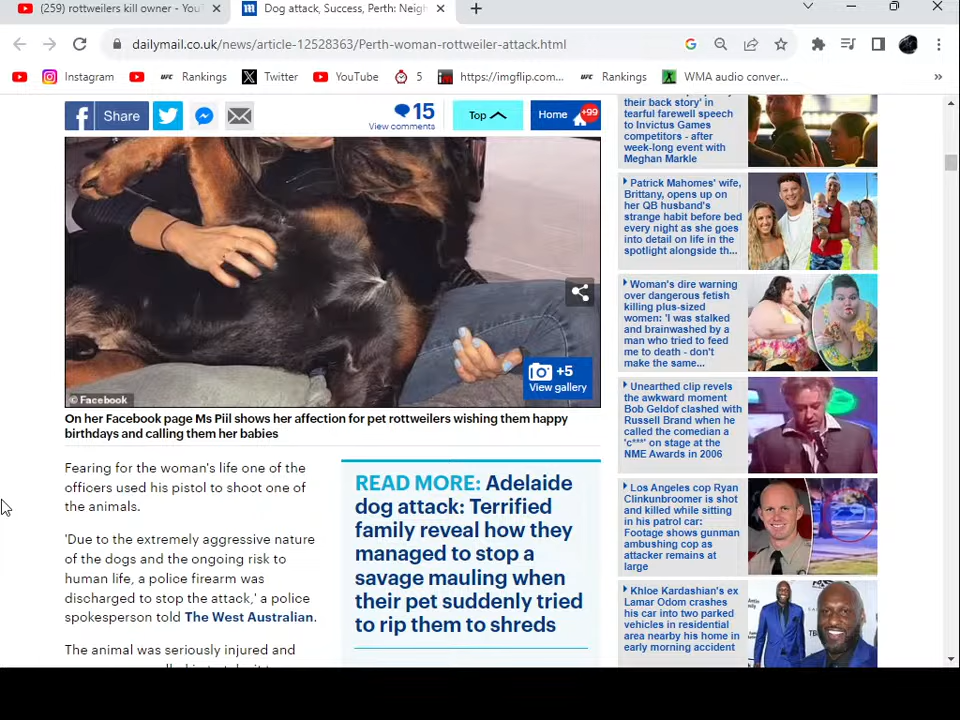 (259) rottweilers kill owner - You
Dog attack, Success, Perth: Neigh
dailymail.co.uk/news/article-12528363/Perth-woman-rottweiler-attack.html
Instagram
UFC Rankings
Twitter
YouTube
5
https://imgflip.com...
UFC Rankings
WMA audio conver...
»
Share
15
View comments
Top
Home
+99
+5
View gallery
© Facebook
On her Facebook page Ms Piil shows her affection for pet rottweilers wishing them happy
birthdays and calling them her babies
Fearing for the woman's life one of the
officers used his pistol to shoot one of
the animals.
'Due to the extremely aggressive nature
of the dogs and the ongoing risk to
human life, a police firearm was
discharged to stop the attack,' a police
spokesperson told The West Australian.
The animal was seriously injured and
READ MORE: Adelaide
dog attack: Terrified
family reveal how they
managed to stop a
savage mauling when
their pet suddenly tried
to rip them to shreds
their back story' in
tearful farewell speech
to Invictus Games
competitors - after
week-long event with
Meghan Markle
Patrick Mahomes' wife,
Brittany, opens up on
her QB husband's
strange habit before bed
every night as she goes
into detail on life in the
spotlight alongside th...
Woman's dire warning
over dangerous fetish
killing plus-sized
women: 'I was stalked
and brainwashed by a
man who tried to feed
me to death - don't
make the same...
Unearthed clip reveals
the awkward moment
Bob Geldof clashed with
Russell Brand when he
called the comedian a
'c***' on stage at the
NME Awards in 2006
Los Angeles cop Ryan
Clinkunbroomer is shot
and killed while sitting
in his patrol car:
Footage shows gunman
ambushing cop as
attacker remains at
large
Khloe Kardashian's ex
Lamar Odom crashes
his car into two parked
vehicles in residential
area nearby his home in
early morning accident